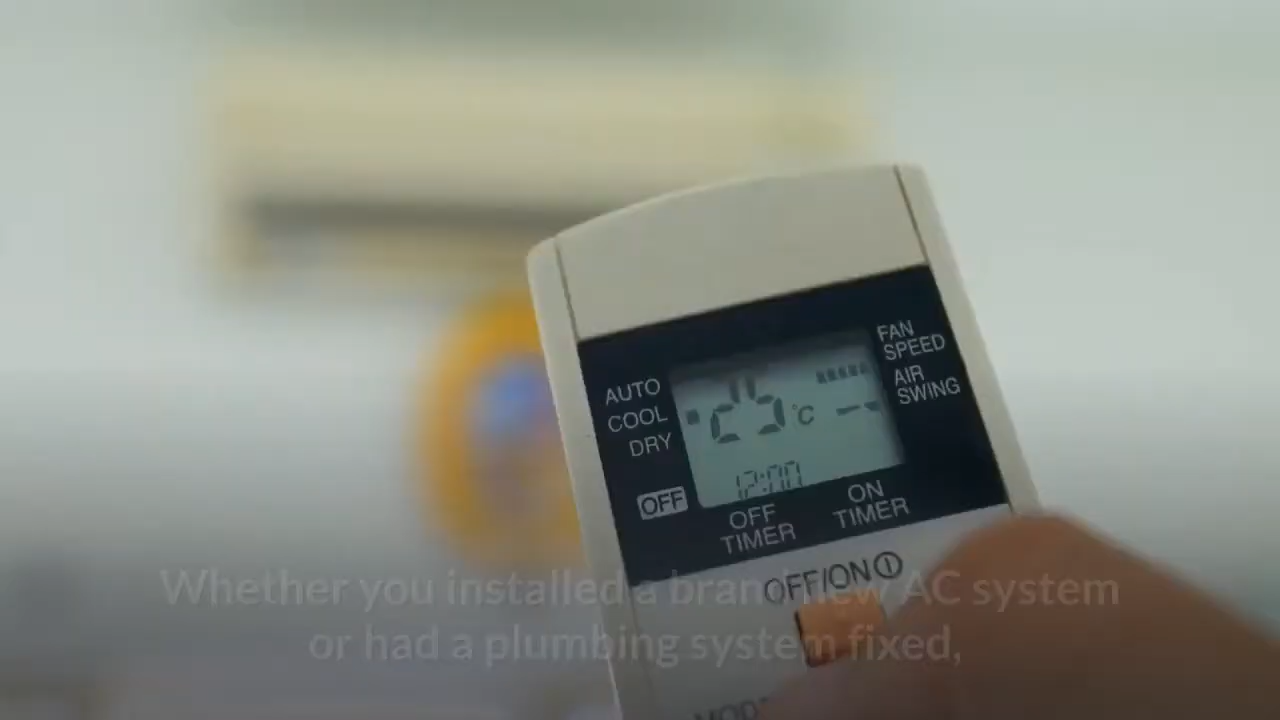 FAN
SPEED
AIR
SWING
AUTO
COOL
DRY
25 °C
12:00
OFF
OFF
TIMER
ON
TIMER
OFF/ON
Whether you installed a brand new AC system
or had a plumbing system fixed,